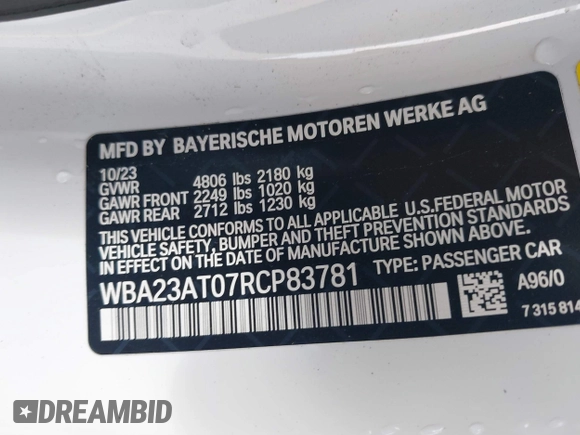 MFD BY BAYERISCHE MOTOREN WERKE AG
10/23
GVWR 4806 lbs 2180 kg
GAWR FRONT 2249 lbs 1020 kg
GAWR REAR 2712 lbs 1230 kg
THIS VEHICLE CONFORMS TO ALL APPLICABLE U.S.FEDERAL MOTOR
VEHICLE SAFETY, BUMPER AND THEFT PREVENTION
STANDARDS IN EFFECT ON THE DATE OF MANUFACTURE SHOWN ABOVE.
WBA23AT07RCP83781 TYPE: PASSENGER CAR
A96/0
7 315 814
DREAMBID